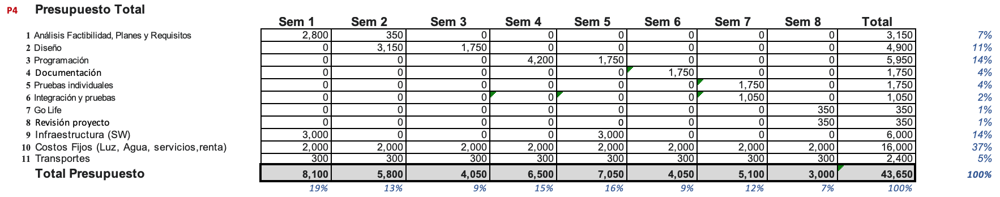 P4 Presupuesto Total
Sem 1 Sem 2 Sem 3 Sem 4 Sem 5 Sem 6 Sem 7 Sem 8 Total
1 Análisis Factibilidad, Planes y Requisitos 2,800 350 0 0 0 0 0 0 3,150 7%
2 Diseño 0 3,150 1,750 0 0 0 0 0 4,900 11%
3 Programación 0 0 0 4,200 1,750 0 0 0 5,950 14%
4 Documentación 0 0 0 0 0 1,750 0 0 1,750 4%
5 Pruebas individuales 0 0 0 0 0 0 1,750 0 1,750 4%
6 Integración y pruebas 0 0 0 0 0 0 1,050 0 1,050 2%
7 Go Life 0 0 0 0 0 0 0 350 350 1%
8 Revisión proyecto 0 0 0 0 0 0 0 350 350 1%
9 Infraestructura (SW) 3,000 0 0 0 3,000 0 0 0 6,000 14%
10 Costos Fijos (Luz, Agua, servicios,renta) 2,000 2,000 2,000 2,000 2,000 2,000 2,000 2,000 16,000 37%
11 Transportes 300 300 300 300 300 300 300 300 2,400 5%
Total Presupuesto 8,100 5,800 4,050 6,500 7,050 4,050 5,100 3,000 43,650 100%
19% 13% 9% 15% 16% 9% 12% 7% 100%